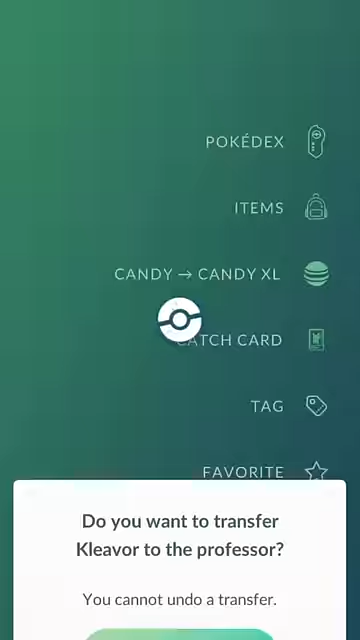 POKÉDEX
ITEMS
CANDY → CANDY XL
CATCH CARD
TAG
FAVORITE
Do you want to transfer
Kleavor to the professor?
You cannot undo a transfer.